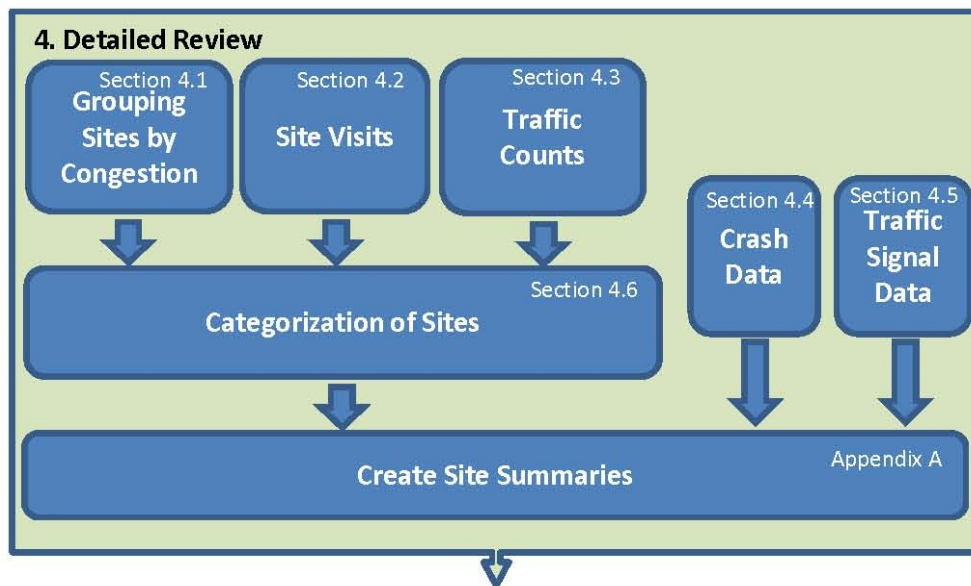 4. Detailed Review
Section 4.1
Grouping
Sites by
Congestion
Section 4.2
Site Visits
Section 4.3
Traffic
Counts
Section 4.4
Crash
Data
Section 4.5
Traffic
Signal
Data
Section 4.6
Categorization of Sites
Appendix A
Create Site Summaries